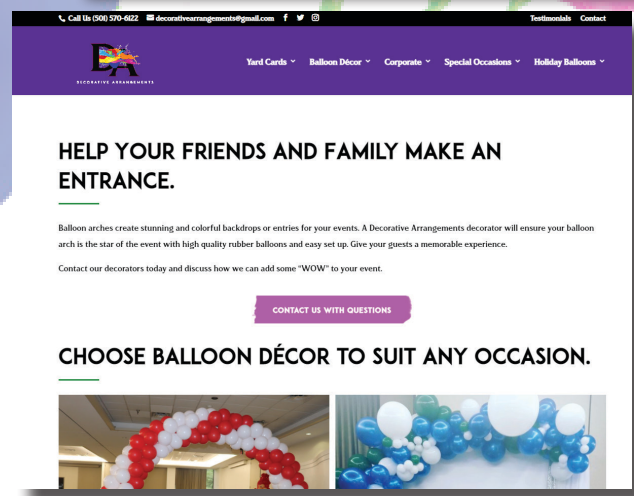 Call Us (501) 570-6122 decorativearrangements@gmail.com
Testimonials Contact
DA
DECORATIVE ARRANGEMENTS
Yard Cards Balloon Décor Corporate Special Occasions Holiday Balloons
HELP YOUR FRIENDS AND FAMILY MAKE AN
ENTRANCE.
Balloon arches create stunning and colorful backdrops or entries for your events. A Decorative Arrangements decorator will ensure your balloon
arch is the star of the event with high quality rubber balloons and easy set up. Give your guests a memorable experience.
Contact our decorators today and discuss how we can add some “WOW” to your event.
CONTACT US WITH QUESTIONS
CHOOSE BALLOON DÉCOR TO SUIT ANY OCCASION.